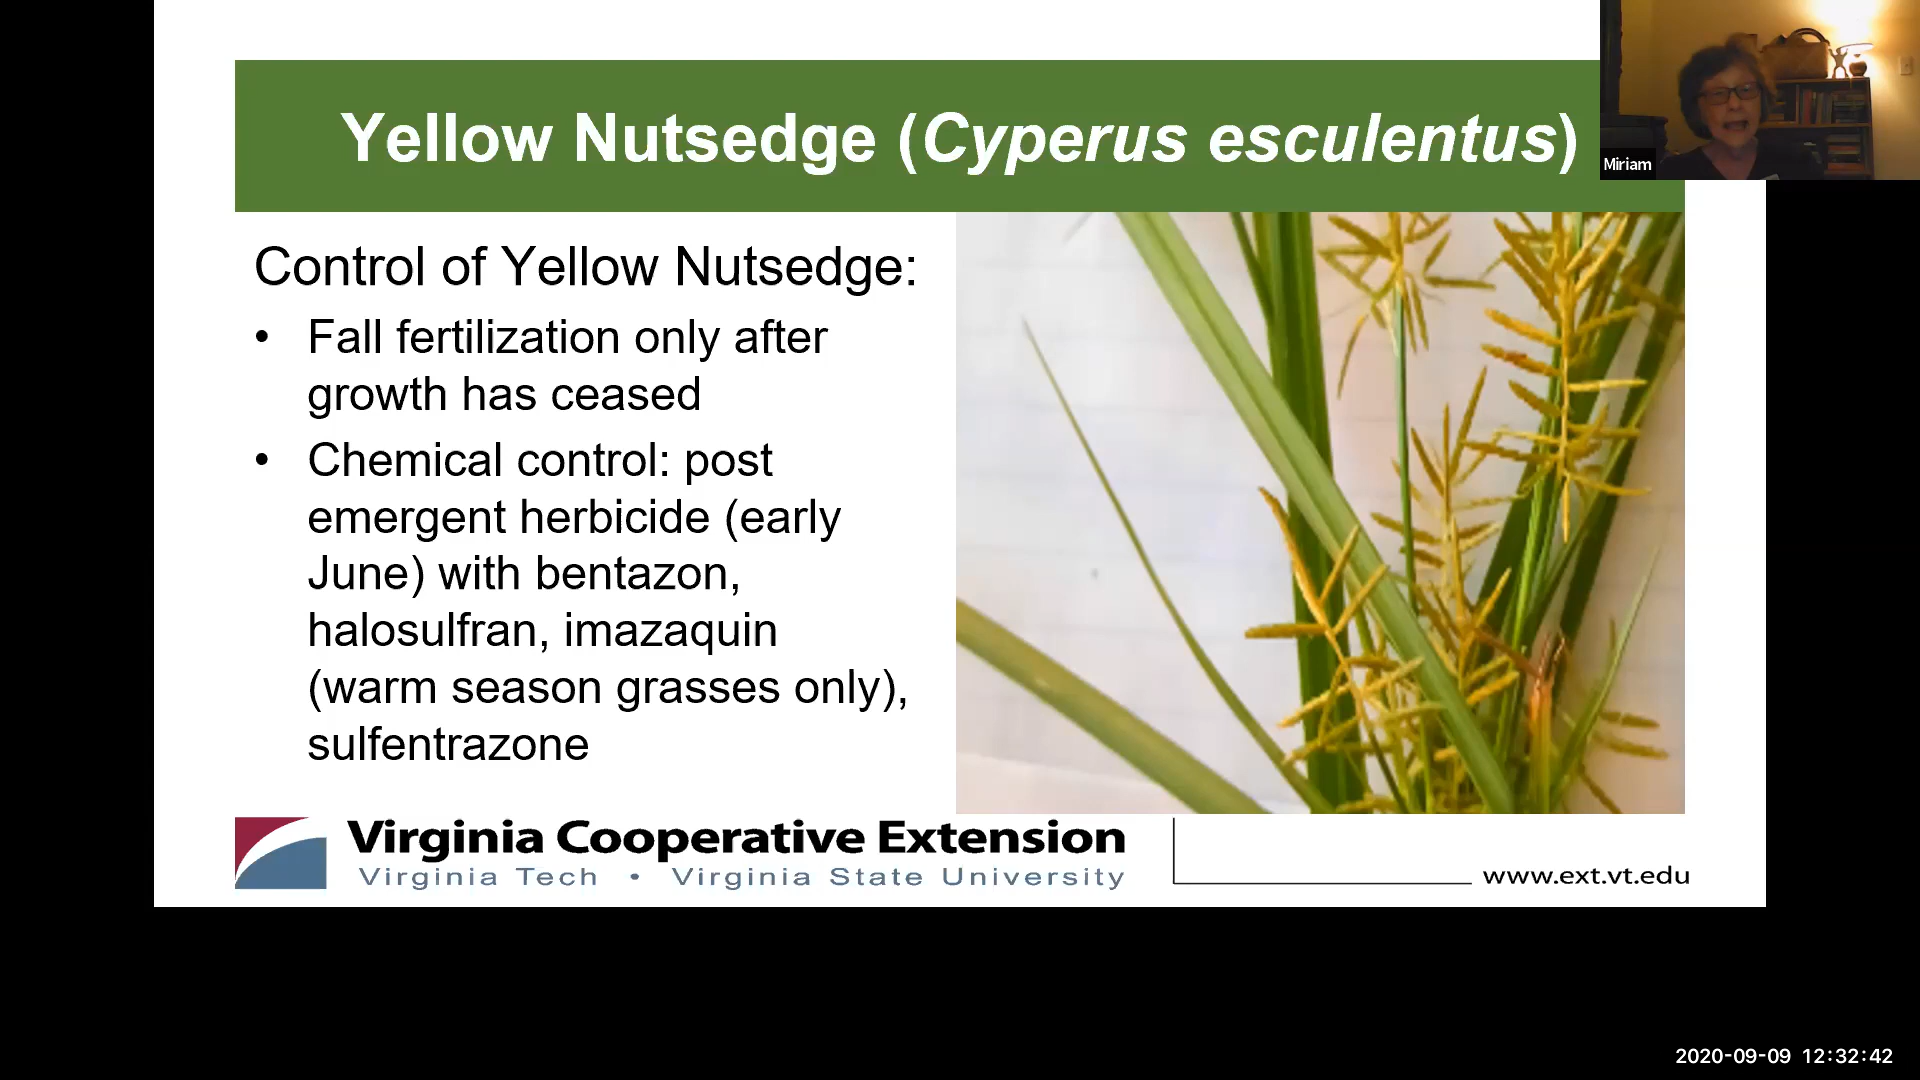 Yellow Nutsedge (Cyperus esculentus)
Miriam
Control of Yellow Nutsedge:
• Fall fertilization only after
growth has ceased
• Chemical control: post
emergent herbicide (early
June) with bentazon,
halosulfran, imazaquin
(warm season grasses only),
sulfentrazone
Virginia Cooperative Extension
Virginia Tech • Virginia State University
www.ext.vt.edu
2020-09-09 12:32:42